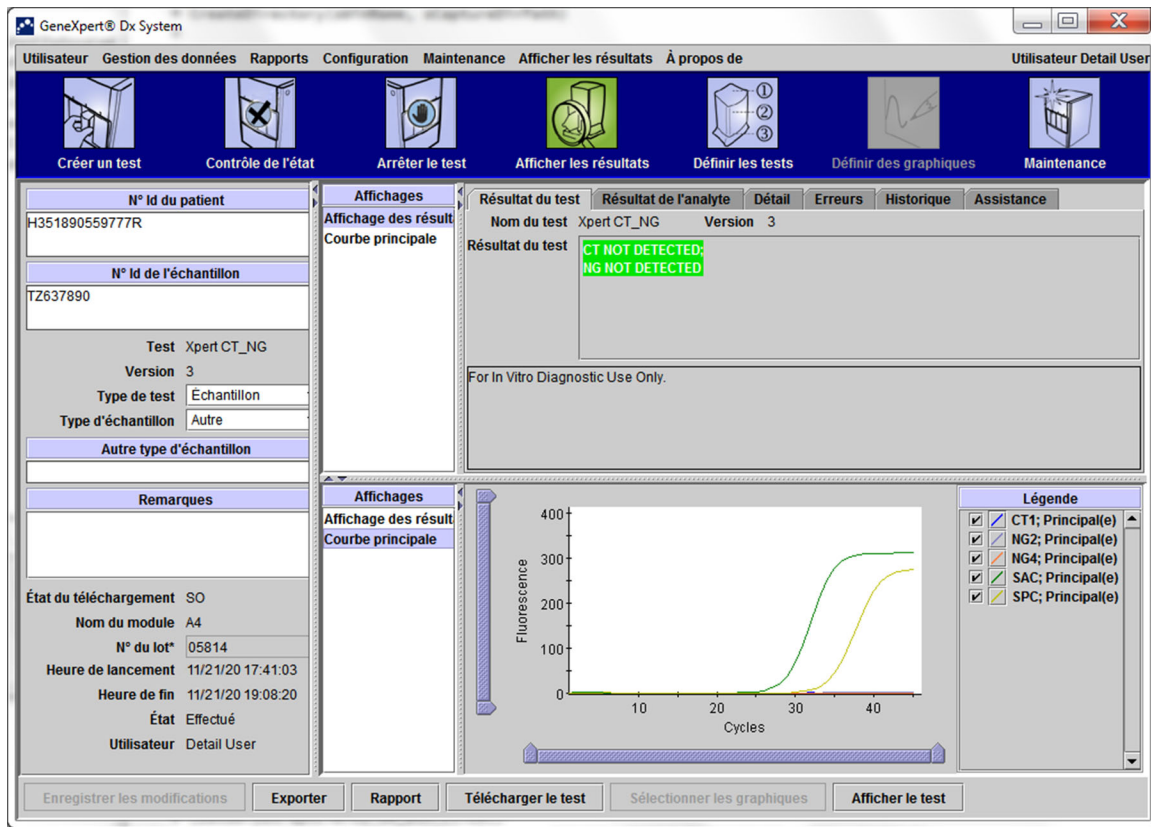 GeneXpert® Dx System
Utilisateur Gestion des données Rapports Configuration Maintenance Afficher les résultats À propos de Utilisateur Detail User
Créer un test Contrôle de l'état Arrêter le test Afficher les résultats Définir les tests Définir des graphiques Maintenance
N° Id du patient
H351890559777R
N° Id de l'échantillon
TZ637890
Test Xpert CT_NG
Version 3
Type de test Échantillon
Type d'échantillon Autre
Autre type d'échantillon
Remarques
État du téléchargement SO
Nom du module A4
N° du lot* 05814
Heure de lancement 11/21/20 17:41:03
Heure de fin 11/21/20 19:08:20
État Effectué
Utilisateur Detail User
Affichages
Affichage des résult
Courbe principale
Résultat du test Résultat de l'analyte Détail Erreurs Historique Assistance
Nom du test Xpert CT_NG Version 3
Résultat du test CT NOT DETECTED;
NG NOT DETECTED
For In Vitro Diagnostic Use Only.
Affichages
Affichage des résult
Courbe principale
Fluorescence
400
300
200
100
0
10 20 30 40
Cycles
Légende
CT1; Principal(e)
NG2; Principal(e)
NG4; Principal(e)
SAC; Principal(e)
SPC; Principal(e)
Enregistrer les modifications Exporter Rapport Télécharger le test Sélectionner les graphiques Afficher le test